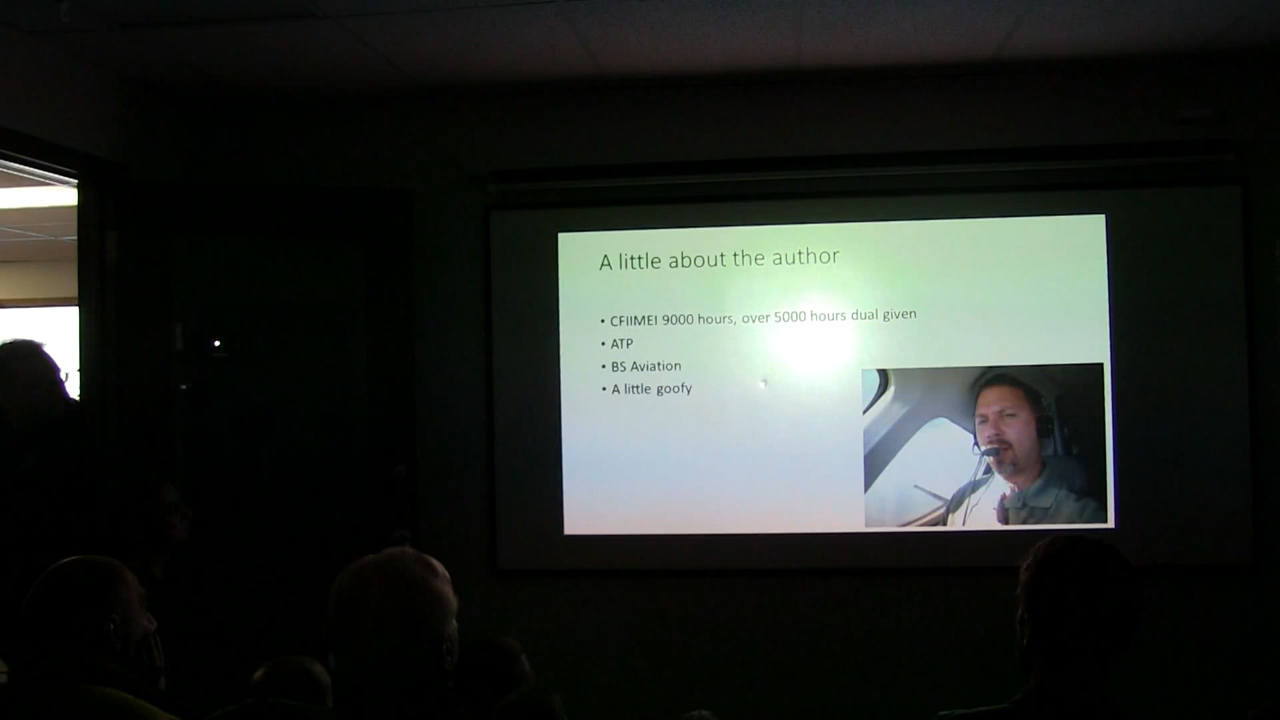 A little about the author
• CFIIMEI 9000 hours, over 5000 hours dual given
• ATP
• BS Aviation
• A little goofy